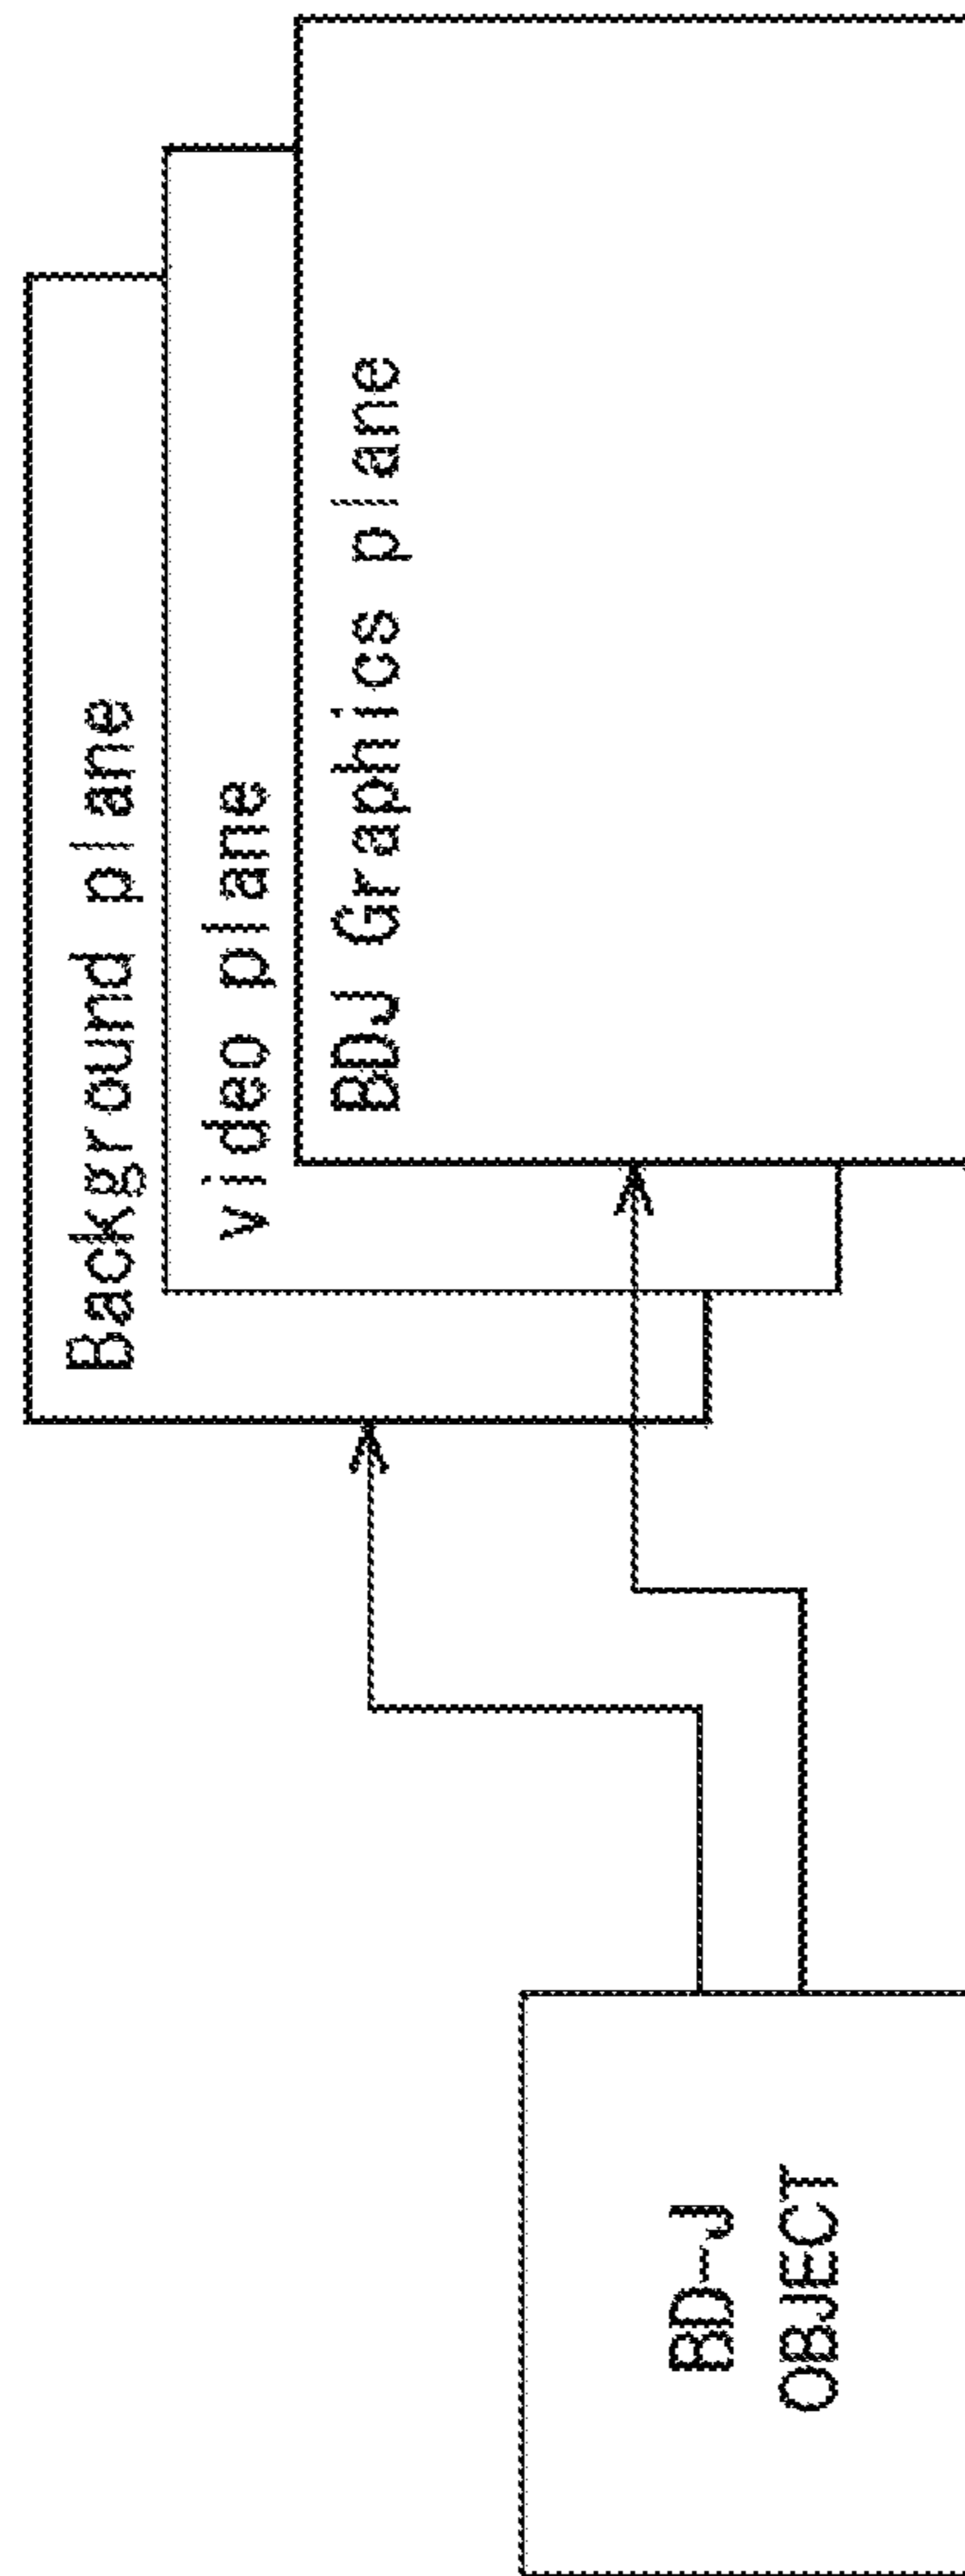 Background plane
video plane
BDJ Graphics plane
BD-J
OBJECT